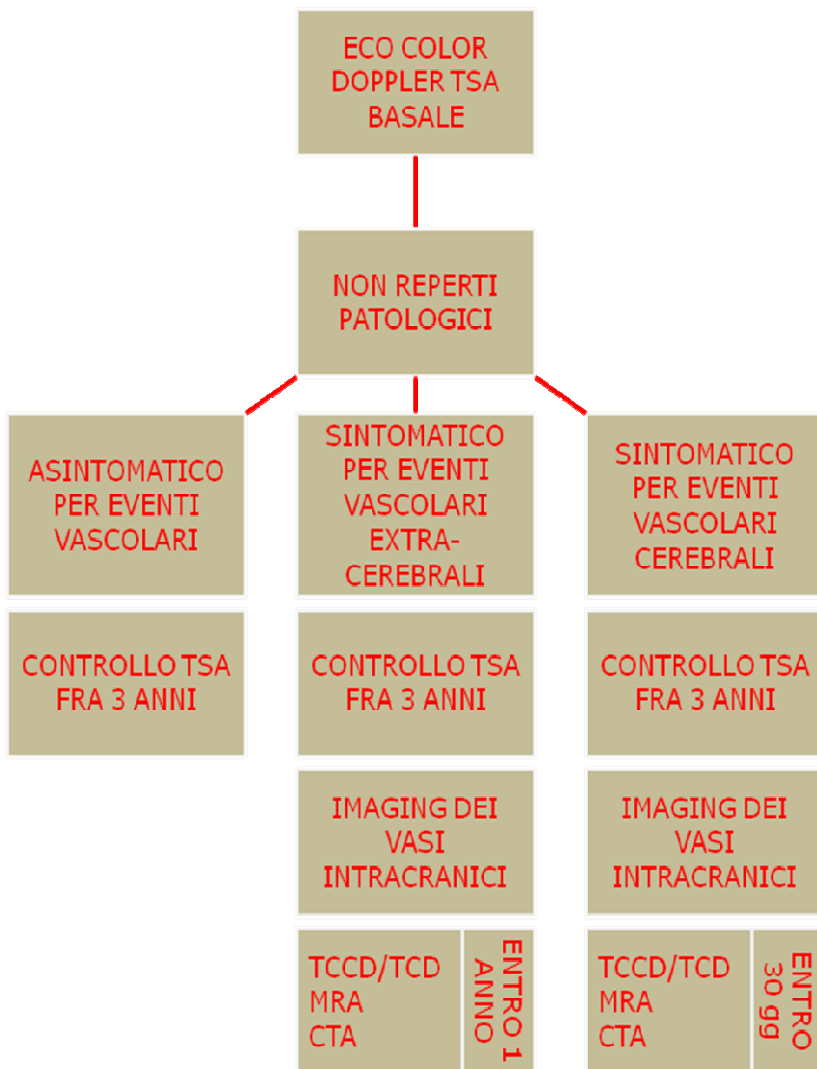 ECO COLOR
DOPPLER TSA
BASALE
NON REPERTI
PATOLOGICI
ASINTOMATICO
PER EVENTI
VASCOLARI
SINTOMATICO
PER EVENTI
VASCOLARI
EXTRA-
CEREBRALI
SINTOMATICO
PER EVENTI
VASCOLARI
CEREBRALI
CONTROLLO TSA
FRA 3 ANNI
CONTROLLO TSA
FRA 3 ANNI
CONTROLLO TSA
FRA 3 ANNI
IMAGING DEI
VASI
INTRACRANICI
IMAGING DEI
VASI
INTRACRANICI
TCCD/TCD
MRA
CTA
ENTRO 1
ANNO
TCCD/TCD
MRA
CTA
ENTRO
30 gg